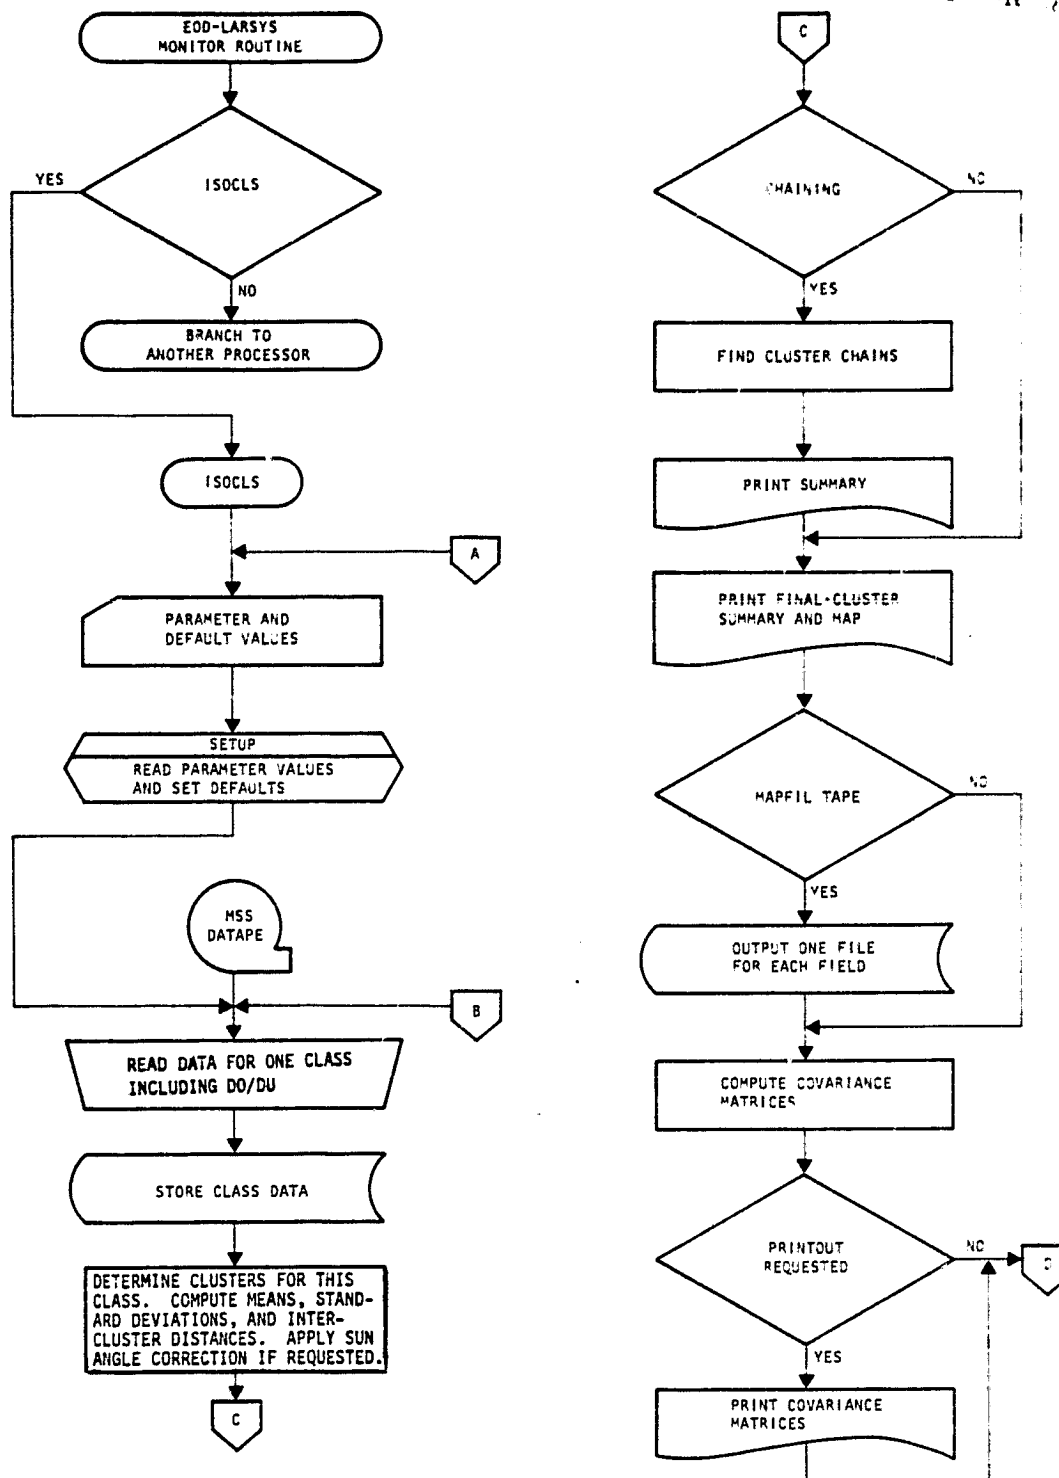 EOD-LARSYS
MONITOR ROUTINE
YES
ISOCLS
NO
BRANCH TO
ANOTHER PROCESSOR
ISOCLS
A
PARAMETER AND
DEFAULT VALUES
SETUP
READ PARAMETER VALUES
AND SET DEFAULTS
MSS
DATAPE
B
READ DATA FOR ONE CLASS
INCLUDING DO/DU
STORE CLASS DATA
DETERMINE CLUSTERS FOR THIS
CLASS. COMPUTE MEANS, STAND-
ARD DEVIATIONS, AND INTER-
CLUSTER DISTANCES. APPLY SUN
ANGLE CORRECTION IF REQUESTED.
C
C
CHAINING
NO
YES
FIND CLUSTER CHAINS
PRINT SUMMARY
PRINT FINAL-CLUSTER
SUMMARY AND MAP
MAPFIL TAPE
NO
YES
OUTPUT ONE FILE
FOR EACH FIELD
COMPUTE COVARIANCE
MATRICES
PRINTOUT
REQUESTED
NO
D
YES
PRINT COVARIANCE
MATRICES